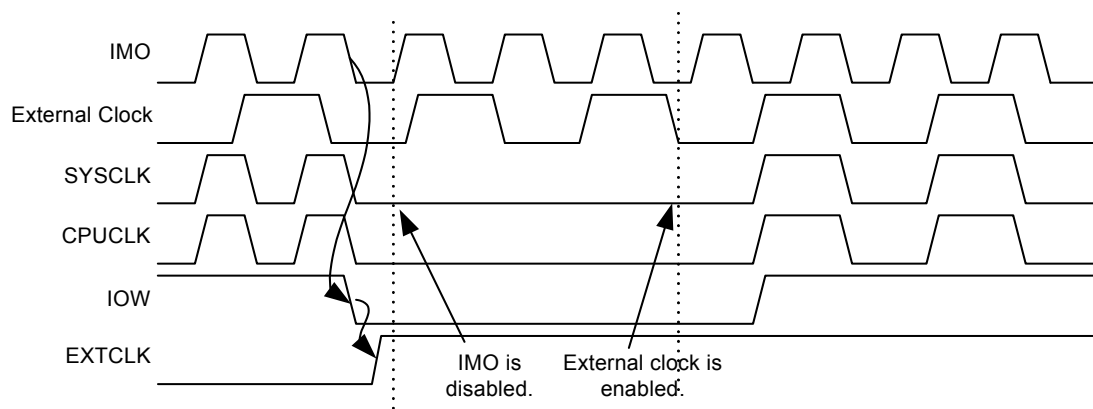 IMO
External Clock
SYSCLK
CPUCLK
IOW
EXTCLK
IMO is
disabled.
External clock is
enabled.